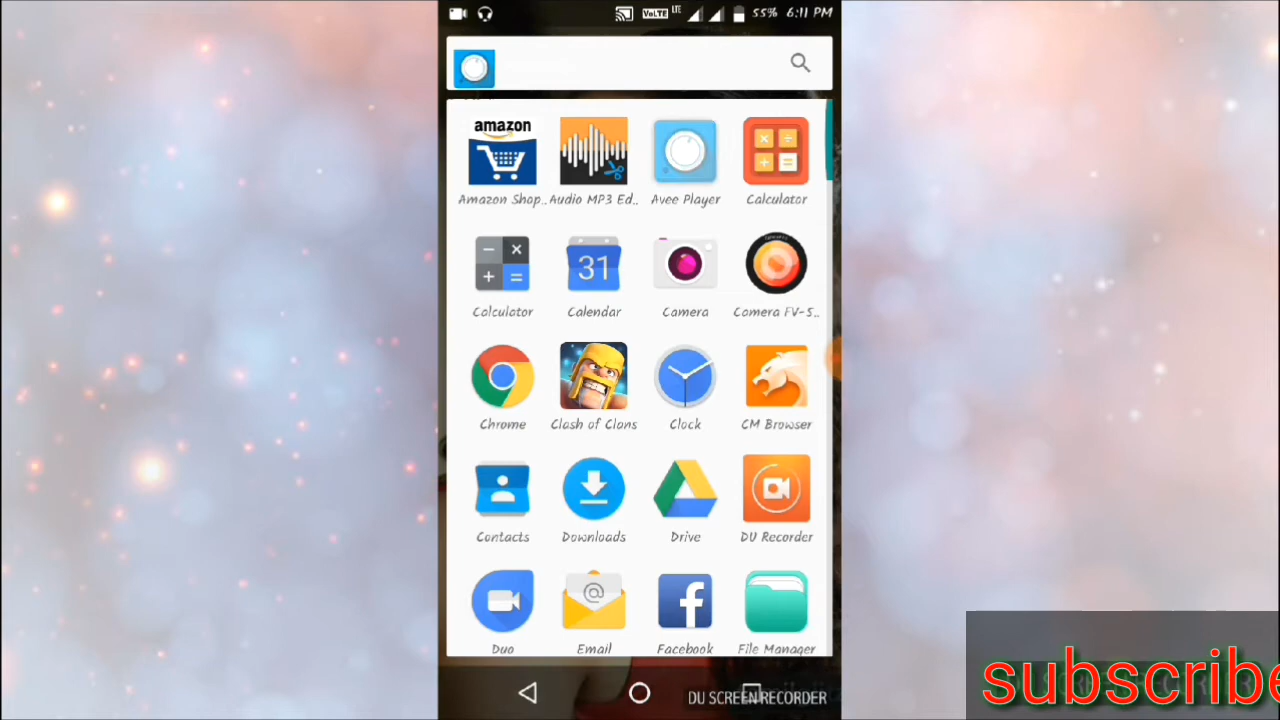 VoLTE LTE 55% 6:11 PM
amazon
Amazon Shop.. Audio MP3 Ed.. Avee Player Calculator
31
Calculator Calendar Camera Camera FV-5..
Chrome Clash of Clans Clock CM Browser
Contacts Downloads Drive DU Recorder
Duo Email Facebook File Manager
DU SCREEN RECORDER
subscribe